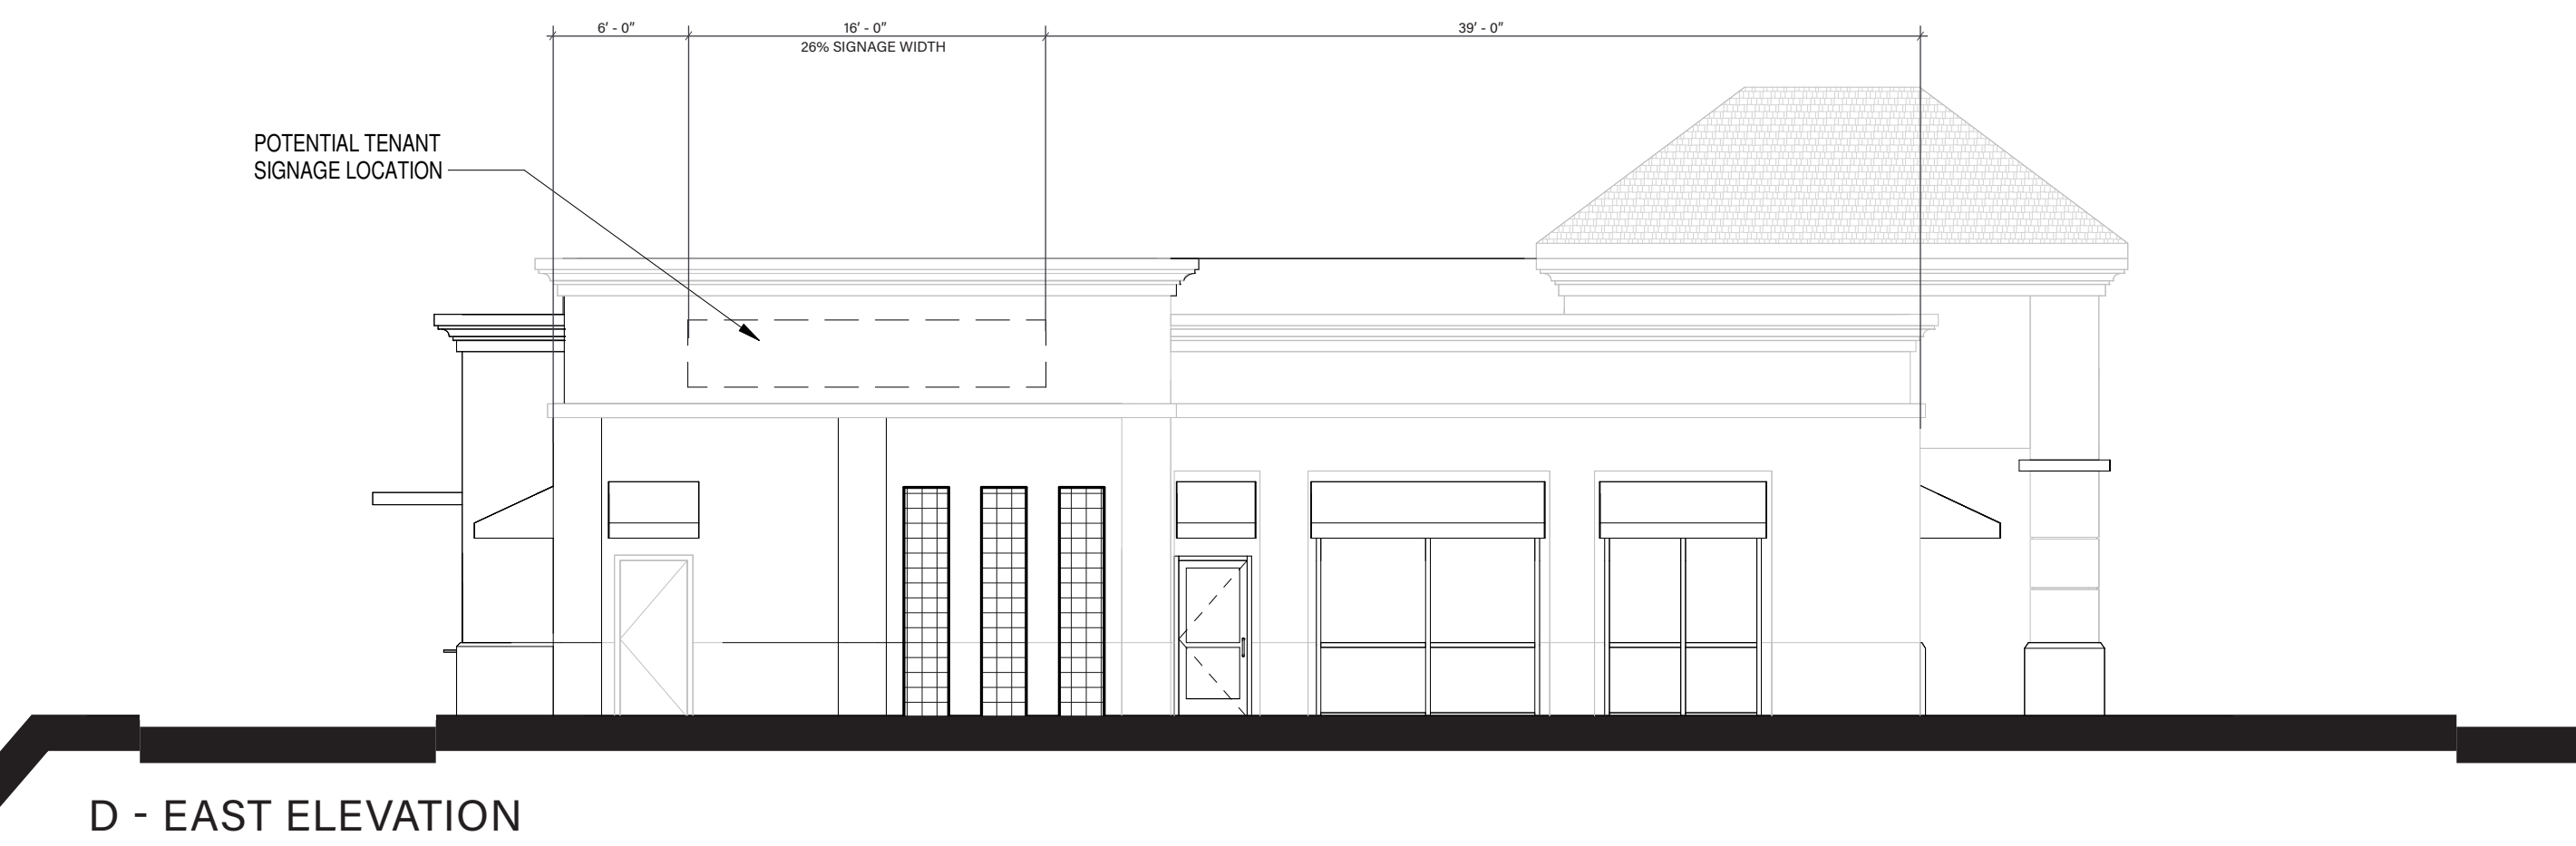 6' - 0"
16' - 0"
39' - 0"
26% SIGNAGE WIDTH
POTENTIAL TENANT
SIGNAGE LOCATION
D - EAST ELEVATION